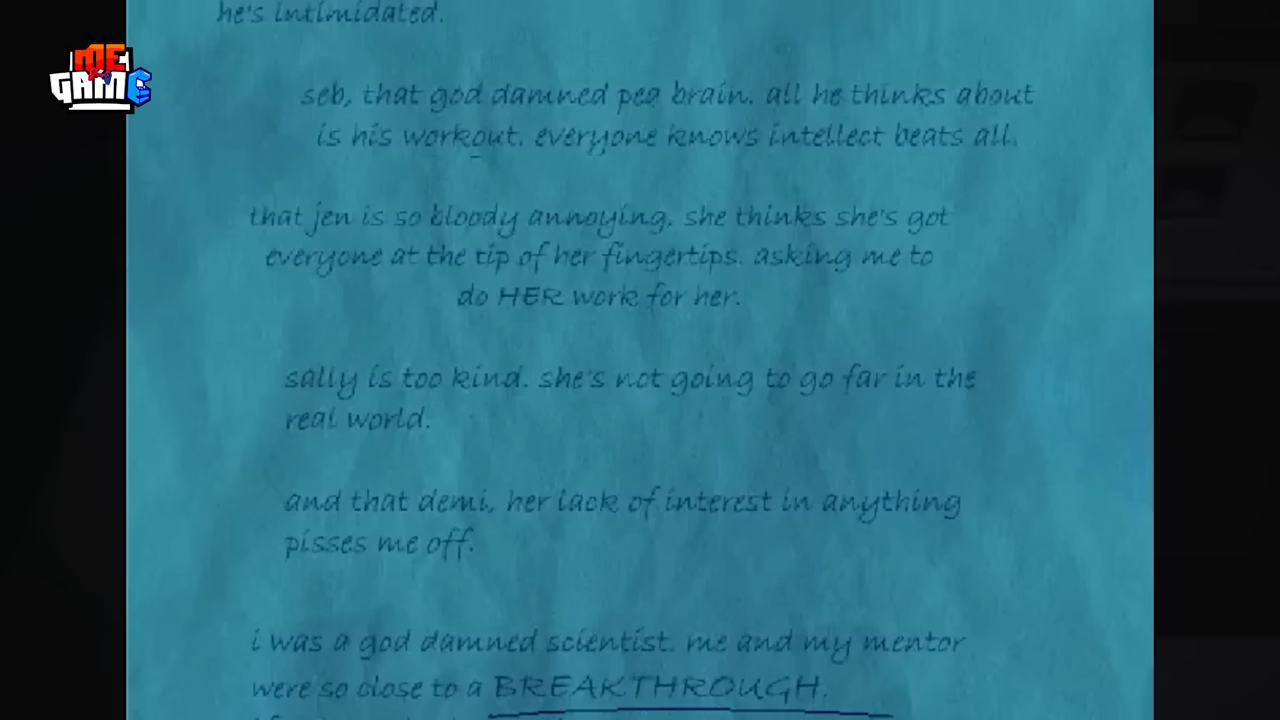 ME
GAME
he's intimidated.
seb, that god damned pea brain. all he thinks about
is his workout. everyone knows intellect beats all.
that jen is so bloody annoying. she thinks she's got
everyone at the tip of her fingertips. asking me to
do HER work for her.
sally is too kind. she's not going to go far in the
real world.
and that demi, her lack of interest in anything
pisses me off.
i was a god damned scientist. me and my mentor
were so close to a BREAKTHROUGH.